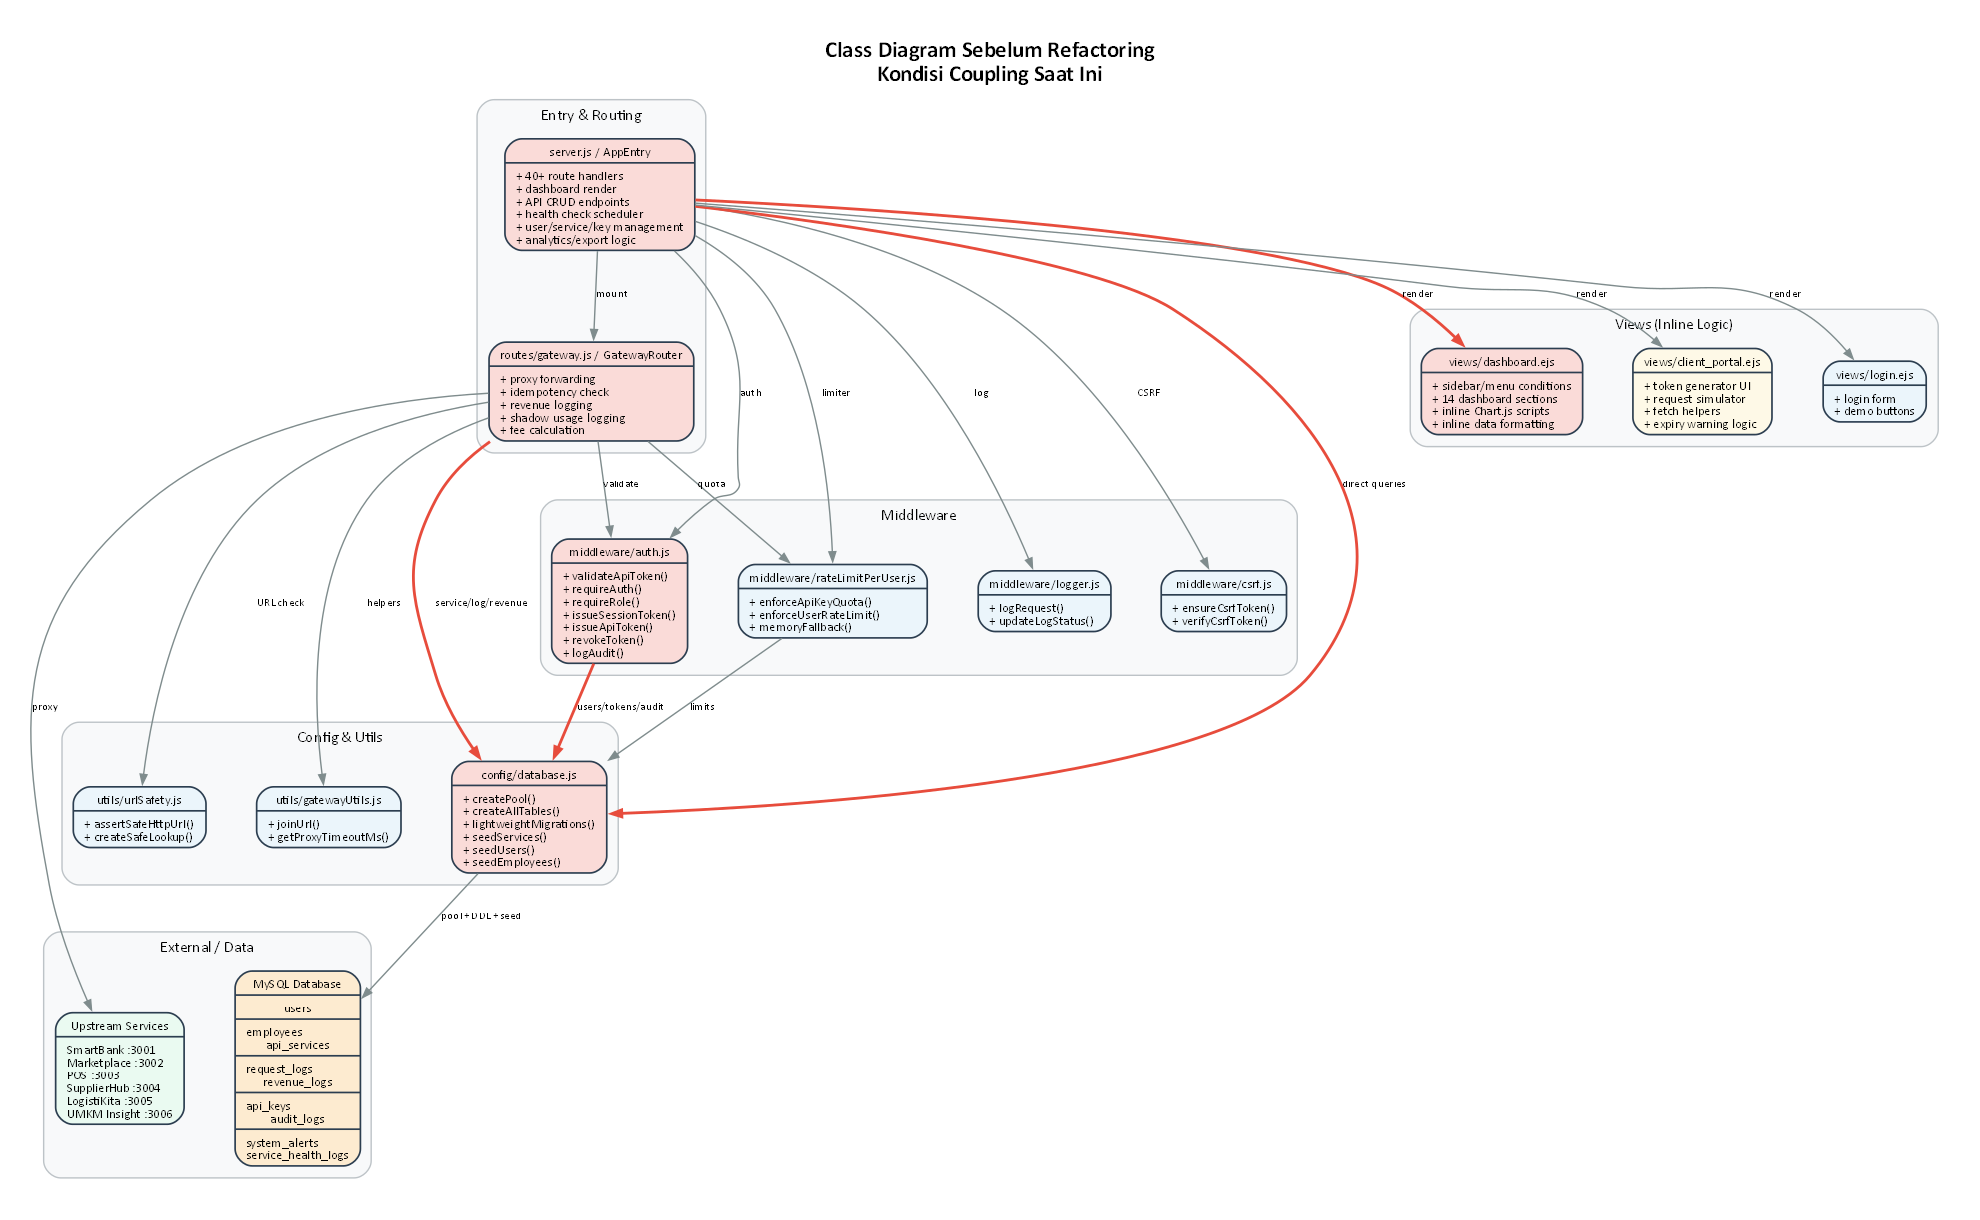 Class Diagram Sebelum Refactoring
Kondisi Coupling Saat Ini
Entry & Routing
server.js / AppEntry
+ 40+ route handlers
+ dashboard render
+ API CRUD endpoints
+ health check scheduler
+ user/service/key management
+ analytics/export logic
mount
render
render
render
routes/gateway.js / GatewayRouter
+ proxy forwarding
+ idempotency check
+ revenue logging
+ shadow usage logging
+ fee calculation
Views (Inline Logic)
views/dashboard.ejs
+ sidebar/menu conditions
+ 14 dashboard sections
+ inline Chart.js scripts
+ inline data formatting
views/client_portal.ejs
+ token generator UI
+ request simulator
+ fetch helpers
+ expiry warning logic
views/login.ejs
+ login form
+ demo buttons
auth
limiter
log
CSRF
validate
quota
direct queries
Middleware
middleware/auth.js
+ validateApiToken()
+ requireAuth()
+ requireRole()
+ issueSessionToken()
+ issueApiToken()
+ revokeToken()
+ logAudit()
middleware/rateLimitPerUser.js
+ enforceApiKeyQuota()
+ enforceUserRateLimit()
+ memoryFallback()
middleware/logger.js
+ logRequest()
+ updateLogStatus()
middleware/csrf.js
+ ensureCsrfToken()
+ verifyCsrfToken()
URL check
helpers
service/log/revenue
proxy
users/tokens/audit
limits
Config & Utils
utils/urlSafety.js
+ assertSafeHttpUrl()
+ createSafeLookup()
utils/gatewayUtils.js
+ joinUrl()
+ getProxyTimeoutMs()
config/database.js
+ createPool()
+ createAllTables()
+ lightweightMigrations()
+ seedServices()
+ seedUsers()
+ seedEmployees()
pool+DDL+seed
External / Data
Upstream Services
SmartBank :3001
Marketplace :3002
POS :3003
SupplierHub :3004
LogistiKita :3005
UMKM Insight :3006
MySQL Database
users
employees
api_services
request_logs
revenue_logs
api_keys
audit_logs
system_alerts
service_health_logs